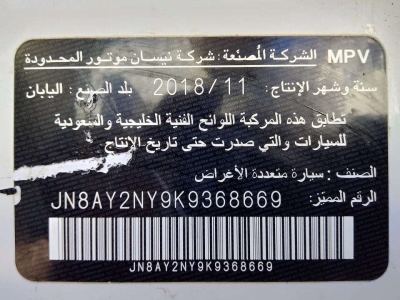 MPV الشركة المُصنّعة : شركة نيسان موتور المحدودة
سنة وشهر الإنتاج: 2018/11 بلد الصنع: اليابان
تطابق هذه المركبة اللوائح الفنية الخليجية والسعودية
للسيارات والتي صدرت حتى تاريخ الإنتاج
الصنف : سيارة متعددة الأغراض
الرقم المميّز: JN8AY2NY9K9368669
JN8AY2NY9K9368669